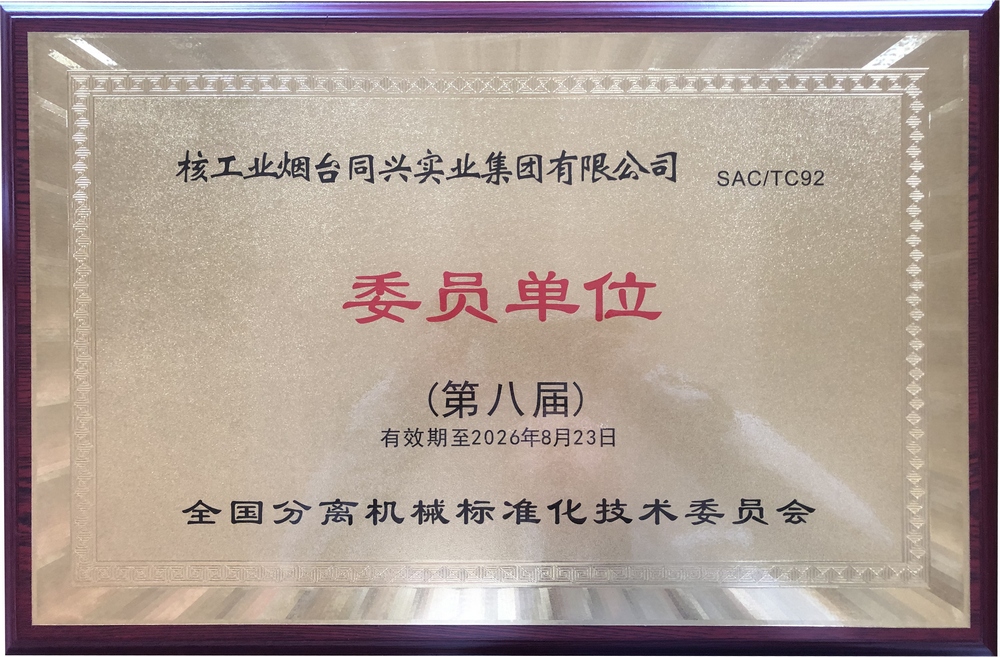 核工业烟台同兴实业集团有限公司 SAC/TC92
委员单位
(第八届)
有效期至2026年8月23日
全国分离机械标准化技术委员会